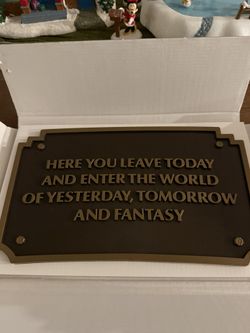 HERE YOU LEAVE TODAY
AND ENTER THE WORLD
OF YESTERDAY, TOMORROW
AND FANTASY